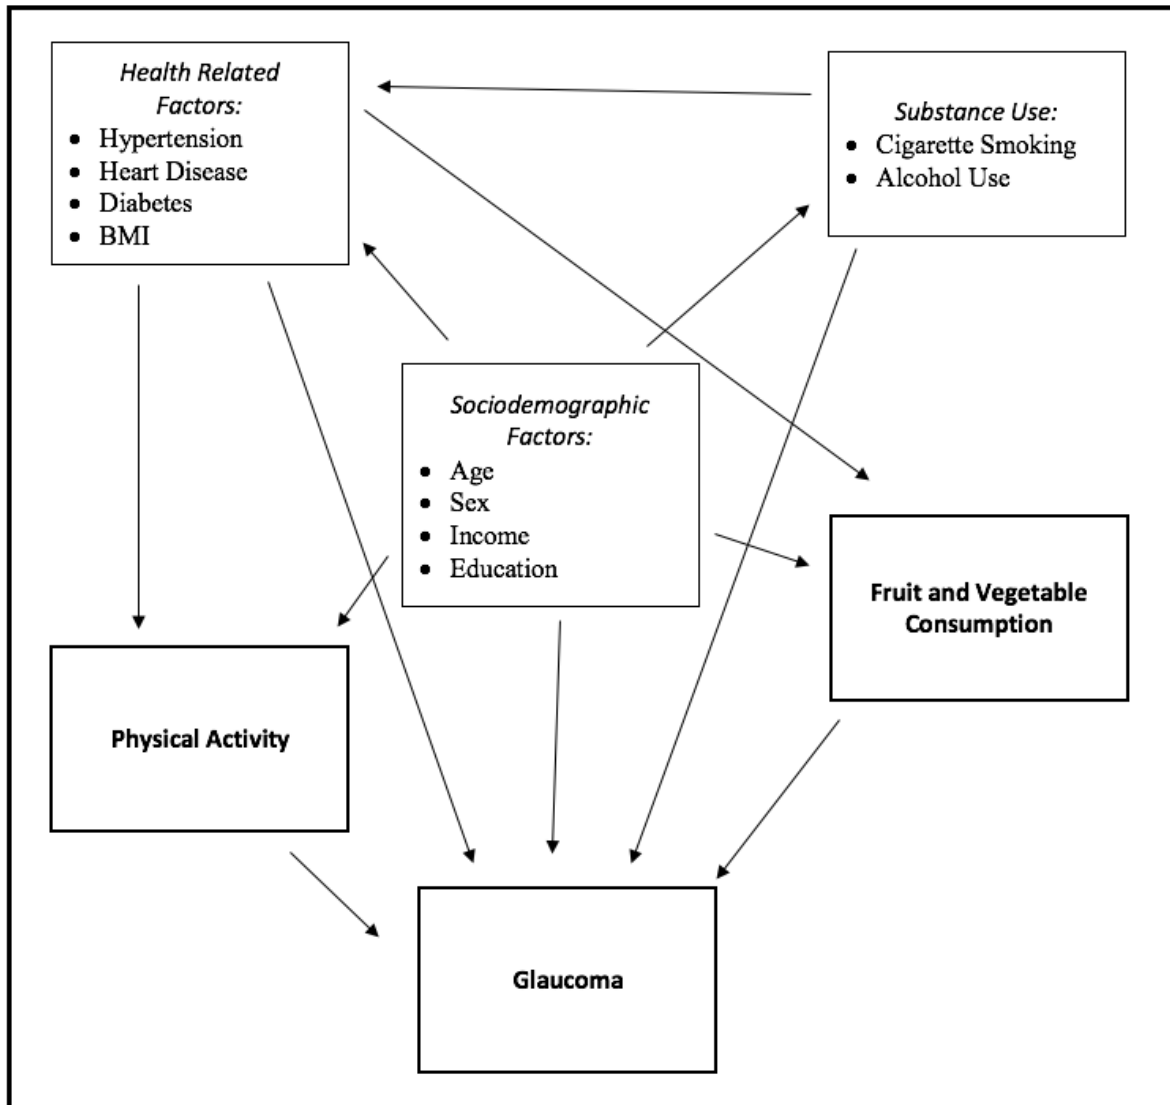 Health Related
Factors:
• Hypertension
• Heart Disease
• Diabetes
• BMI
Substance Use:
• Cigarette Smoking
• Alcohol Use
Sociodemographic
Factors:
• Age
• Sex
• Income
• Education
Fruit and Vegetable
Consumption
Physical Activity
Glaucoma